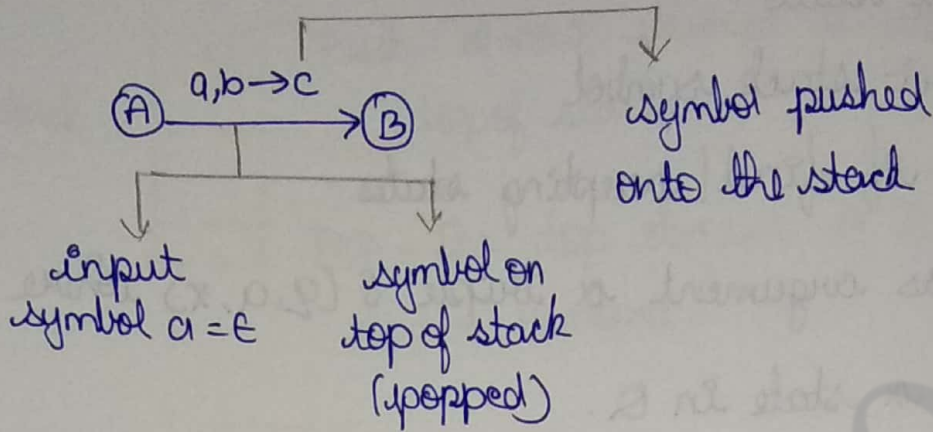 a,b→c
A
B
symbol pushed
onto the stack
input
symbol a=ϵ
symbol on
top of stack
(popped)